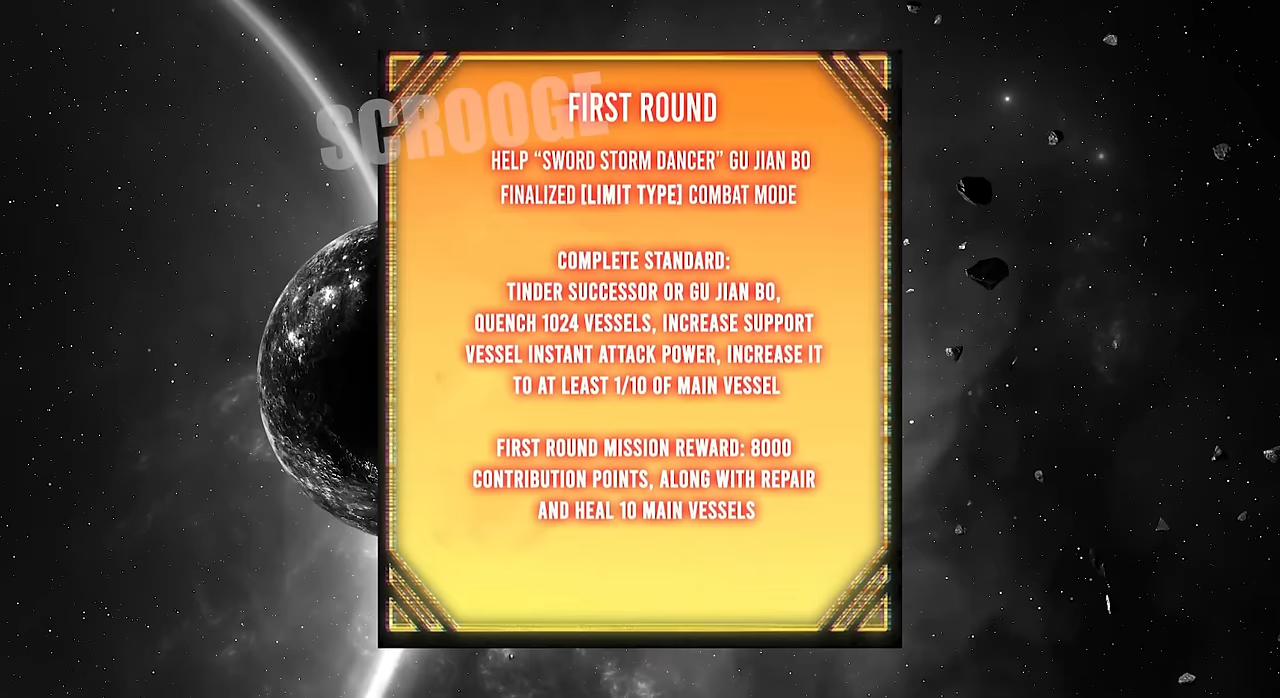 SCROOGE
FIRST ROUND
HELP “SWORD STORM DANCER” GU JIAN BO
FINALIZED [LIMIT TYPE] COMBAT MODE
COMPLETE STANDARD:
TINDER SUCCESSOR OR GU JIAN BO,
QUENCH 1024 VESSELS, INCREASE SUPPORT
VESSEL INSTANT ATTACK POWER, INCREASE IT
TO AT LEAST 1/10 OF MAIN VESSEL
FIRST ROUND MISSION REWARD: 8000
CONTRIBUTION POINTS, ALONG WITH REPAIR
AND HEAL 10 MAIN VESSELS